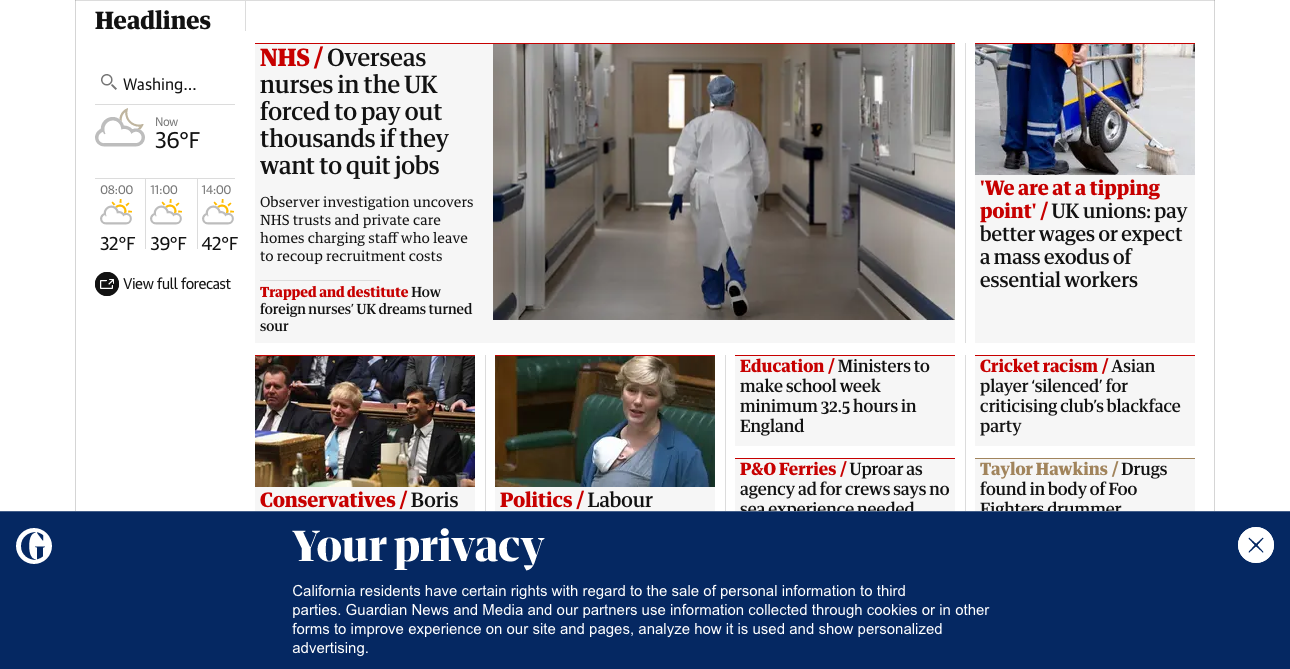 Headlines
Washing...
Now
36°F
08:00
11:00
14:00
32°F
39°F
42°F
View full forecast
NHS / Overseas
nurses in the UK
forced to pay out
thousands if they
want to quit jobs
Observer investigation uncovers
NHS trusts and private care
homes charging staff who leave
to recoup recruitment costs
Trapped and destitute How
foreign nurses’ UK dreams turned
sour
'We are at a tipping
point' / UK unions: pay
better wages or expect
a mass exodus of
essential workers
Conservatives / Boris
Politics / Labour
Education / Ministers to
make school week
minimum 32.5 hours in
England
P&O Ferries / Uproar as
agency ad for crews says no
sea experience needed
Cricket racism / Asian
player ‘silenced’ for
criticising club’s blackface
party
Taylor Hawkins / Drugs
found in body of Foo
Fighters drummer
Your privacy
California residents have certain rights with regard to the sale of personal information to third
parties. Guardian News and Media and our partners use information collected through cookies or in other
forms to improve experience on our site and pages, analyze how it is used and show personalized
advertising.